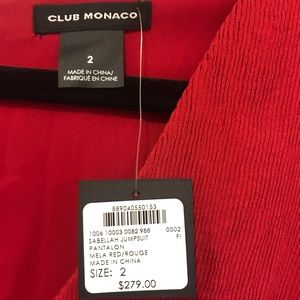 CLUB MONACO
2
MADE IN CHINA/
FABRIQUÉ EN CHINE
889040550153
1006 10003 0082 988 0002
SABELLAH JUMPSUIT FI
PANTALON
MELA RED/ROUGE
MADE IN CHINA
SIZE: 2
$279.00